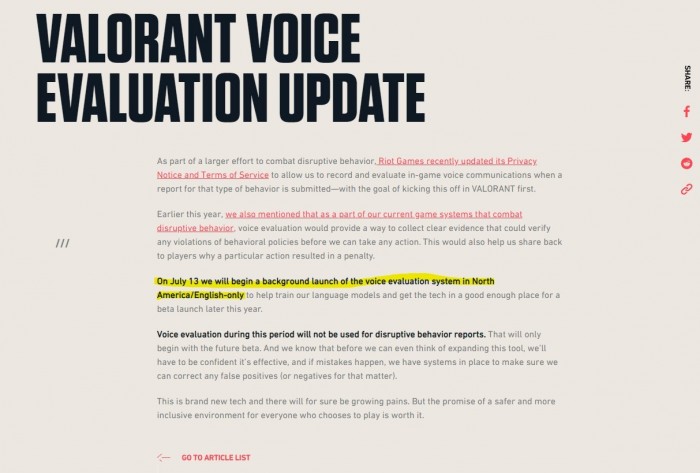 VALORANT VOICE
EVALUATION UPDATE
SHARE:
As part of a larger effort to combat disruptive behavior, Riot Games recently updated its Privacy
Notice and Terms of Service to allow us to record and evaluate in-game voice communications when a
report for that type of behavior is submitted—with the goal of kicking this off in VALORANT first.
Earlier this year, we also mentioned that as a part of our current game systems that combat
disruptive behavior, voice evaluation would provide a way to collect clear evidence that could verify
any violations of behavioral policies before we can take any action. This would also help us share back
to players why a particular action resulted in a penalty.
///
On July 13 we will begin a background launch of the voice evaluation system in North
America/English-only to help train our language models and get the tech in a good enough place for a
beta launch later this year.
Voice evaluation during this period will not be used for disruptive behavior reports. That will only
begin with the future beta. And we know that before we can even think of expanding this tool, we'll
have to be confident it's effective, and if mistakes happen, we have systems in place to make sure we
can correct any false positives (or negatives for that matter).
This is brand new tech and there will for sure be growing pains. But the promise of a safer and more
inclusive environment for everyone who chooses to play is worth it.
GO TO ARTICLE LIST